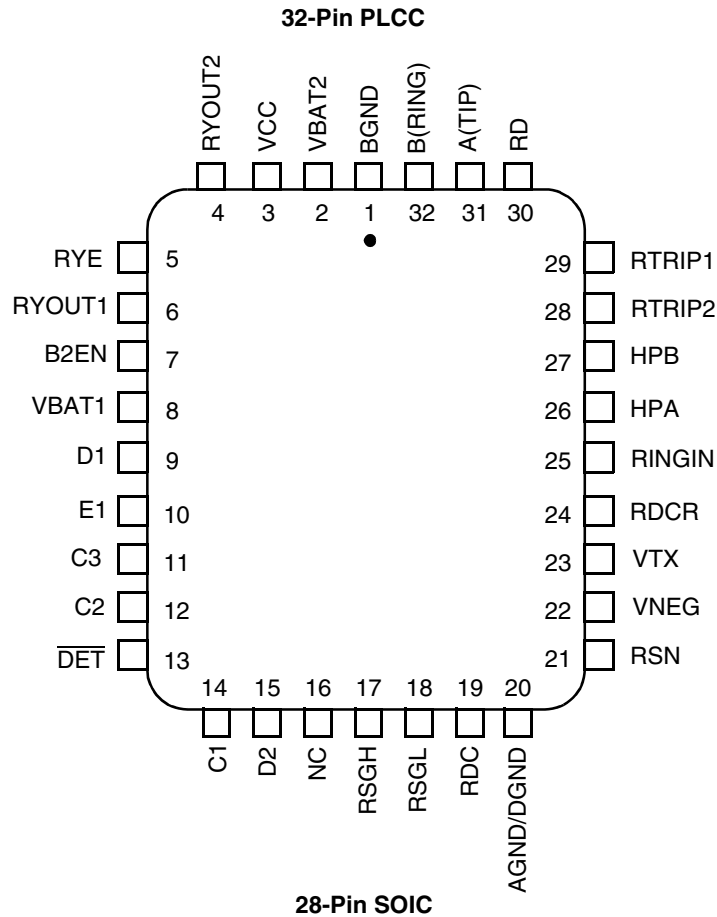 32-Pin PLCC
RYOUT2
VCC
VBAT2
BGND
B(RING)
A(TIP)
RD
4 3 2 1 32 31 30
RYE 5
29 RTRIP1
RYOUT1 6
28 RTRIP2
B2EN 7
27 HPB
VBAT1 8
26 HPA
D1 9
25 RINGIN
E1 10
24 RDCR
C3 11
23 VTX
C2 12
22 VNEG
DET 13
21 RSN
14 15 16 17 18 19 20
C1
D2
NC
RSGH
RSGL
RDC
AGND/DGND
28-Pin SOIC